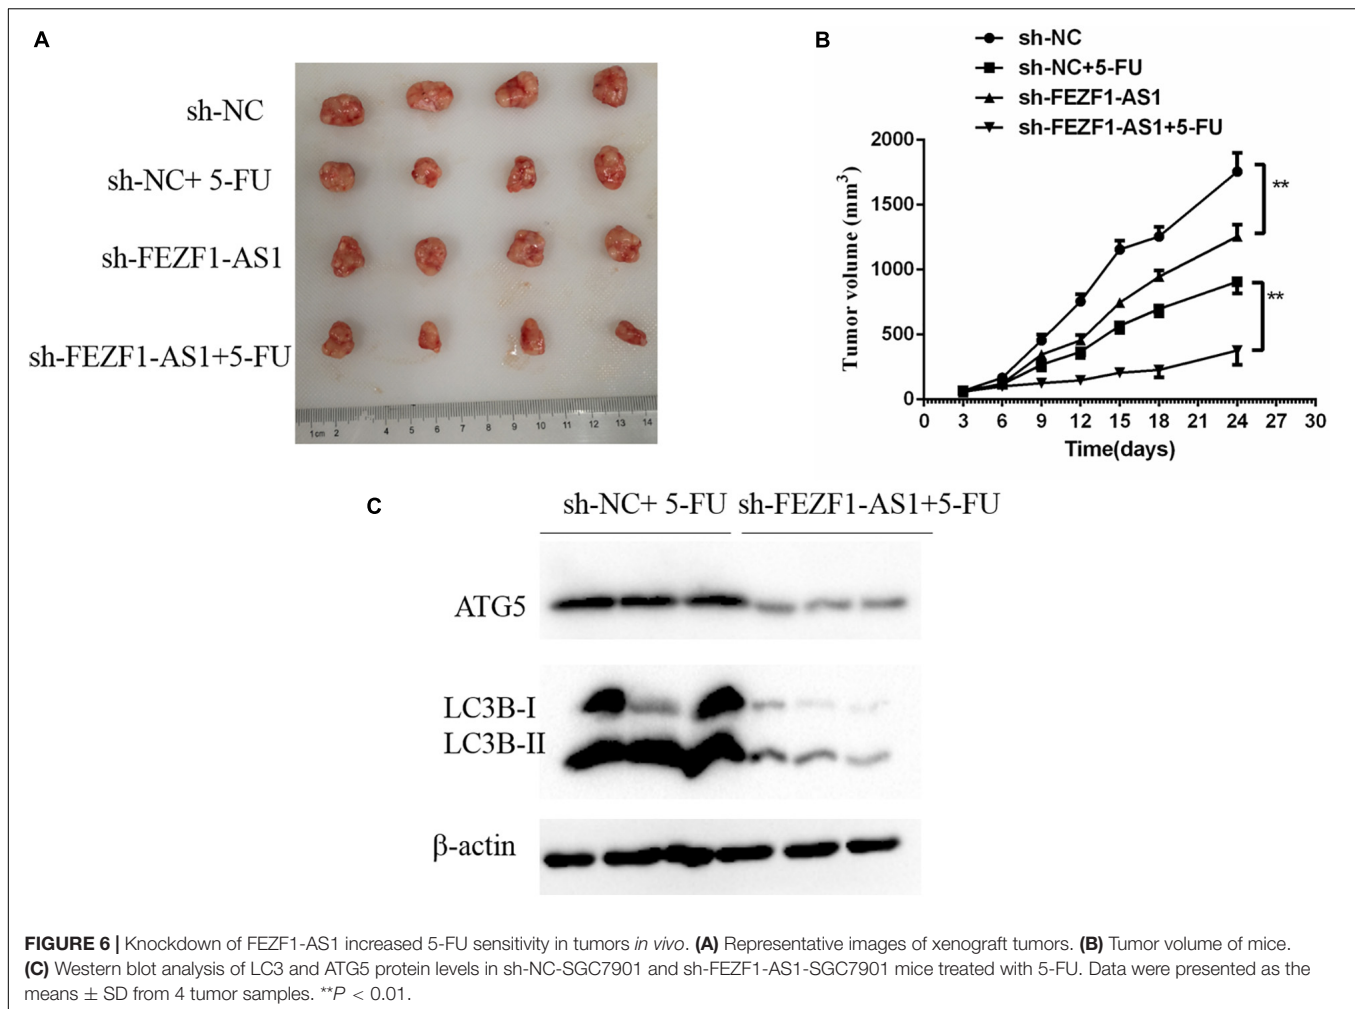 A
sh-NC
sh-NC+ 5-FU
sh-FEZF1-AS1
sh-FEZF1-AS1+5-FU
1cm 2 4 5 6 7 8 9 10 11 12 13 14
B
sh-NC
sh-NC+5-FU
sh-FEZF1-AS1
sh-FEZF1-AS1+5-FU
Tumor volume (mm³)
2000
1500
1000
500
0
**
**
0 3 6 9 12 15 18 21 24 27 30
Time(days)
C
sh-NC+ 5-FU sh-FEZF1-AS1+5-FU
ATG5
LC3B-I
LC3B-II
β-actin
FIGURE 6 | Knockdown of FEZF1-AS1 increased 5-FU sensitivity in tumors in vivo. (A) Representative images of xenograft tumors. (B) Tumor volume of mice.
(C) Western blot analysis of LC3 and ATG5 protein levels in sh-NC-SGC7901 and sh-FEZF1-AS1-SGC7901 mice treated with 5-FU. Data were presented as the
means ± SD from 4 tumor samples. **P < 0.01.